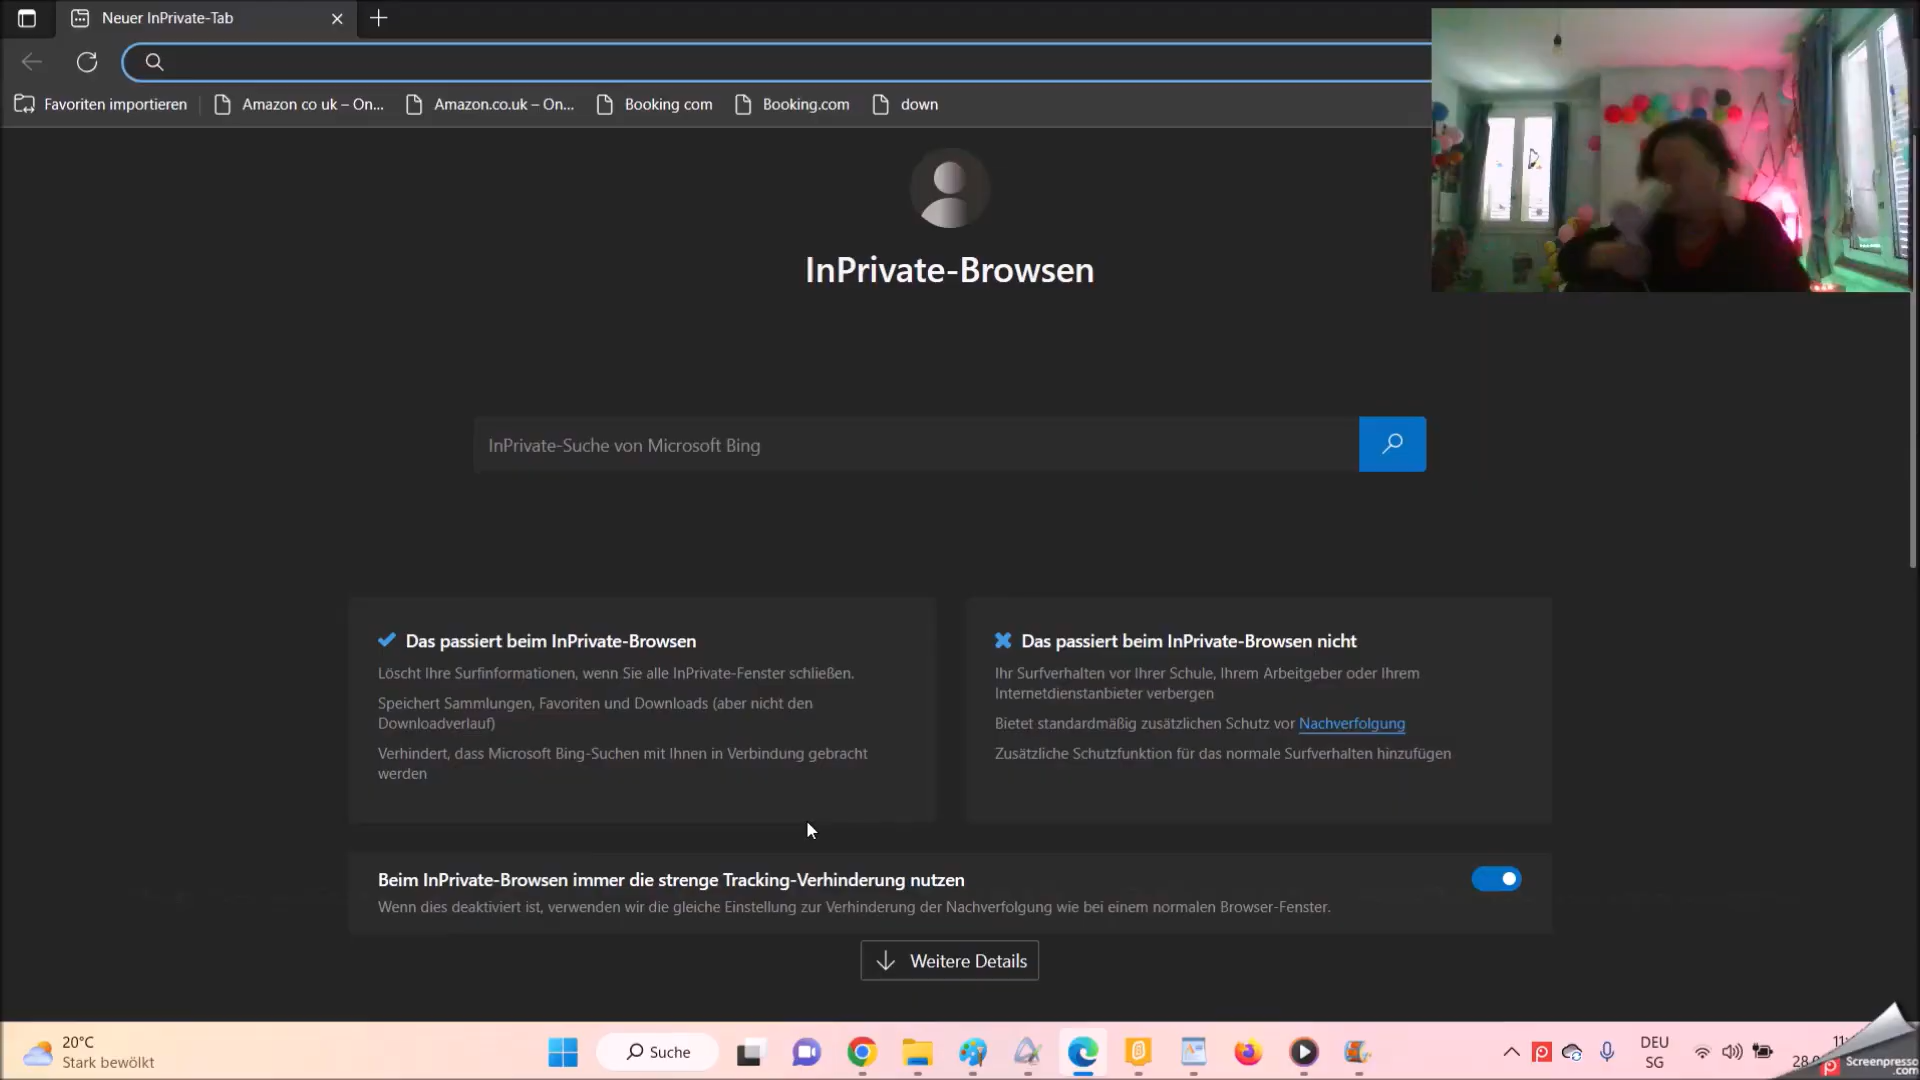 Neuer InPrivate-Tab
Favoriten importieren
Amazon co uk – On...
Amazon.co.uk – On...
Booking com
Booking.com
down
InPrivate-Browsen
InPrivate-Suche von Microsoft Bing
Das passiert beim InPrivate-Browsen
Löscht Ihre Surfinformationen, wenn Sie alle InPrivate-Fenster schließen.
Speichert Sammlungen, Favoriten und Downloads (aber nicht den
Downloadverlauf)
Verhindert, dass Microsoft Bing-Suchen mit Ihnen in Verbindung gebracht
werden
Das passiert beim InPrivate-Browsen nicht
Ihr Surfverhalten vor Ihrer Schule, Ihrem Arbeitgeber oder Ihrem
Internetdienstanbieter verbergen
Bietet standardmäßig zusätzlichen Schutz vor Nachverfolgung
Zusätzliche Schutzfunktion für das normale Surfverhalten hinzufügen
Beim InPrivate-Browsen immer die strenge Tracking-Verhinderung nutzen
Wenn dies deaktiviert ist, verwenden wir die gleiche Einstellung zur Verhinderung der Nachverfolgung wie bei einem normalen Browser-Fenster.
Weitere Details
20°C
Stark bewölkt
Suche
DEU
SG
Screenpresso
.com